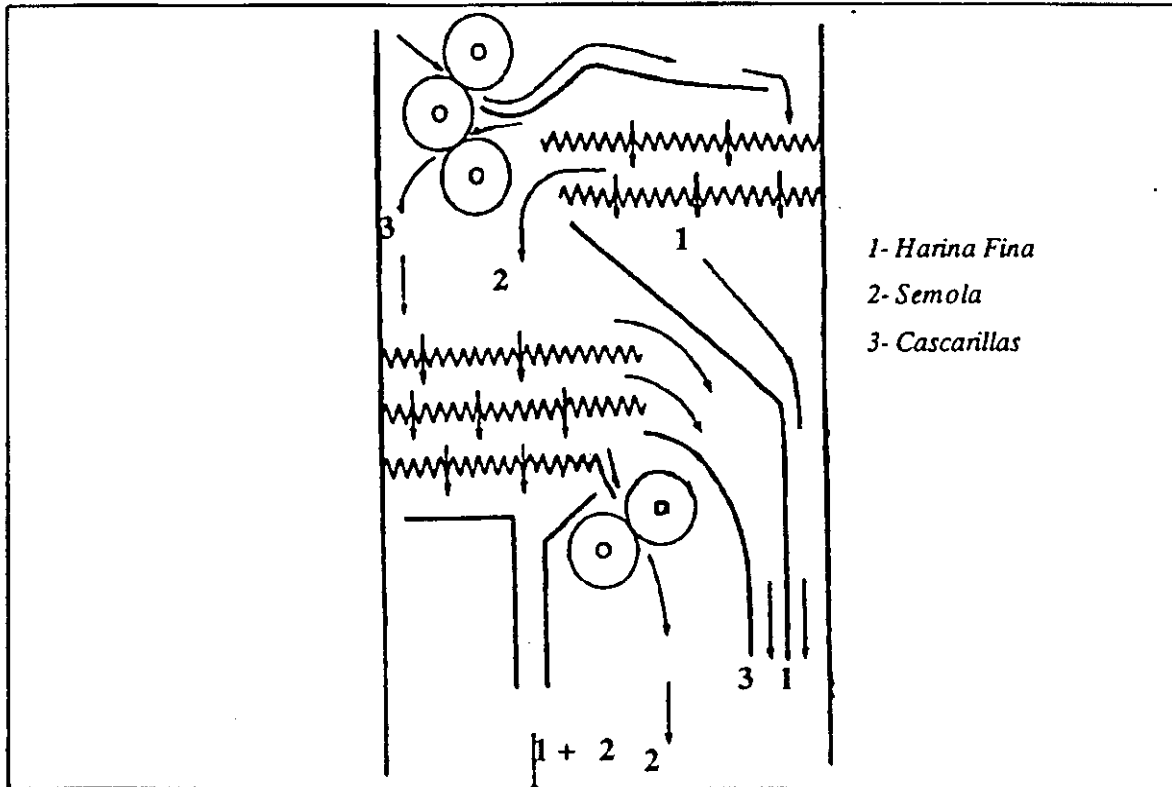 3
2
1
1- Harina Fina
2- Semola
3- Cascarillas
3 1
1 + 2 2